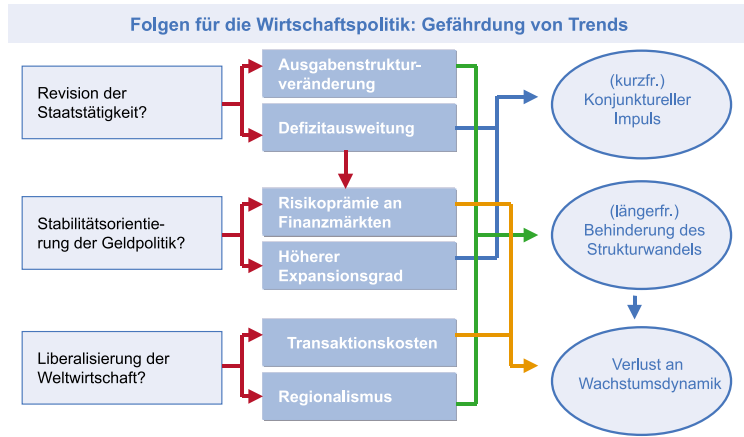 Folgen für die Wirtschaftspolitik: Gefährdung von Trends
Revision der
Staatstätigkeit?
Ausgabenstruktur-
veränderung
Defizitausweitung
(kurzfr.)
Konjunktureller
Impuls
Stabilitätsorientie-
rung der Geldpolitik?
Risikoprämie an
Finanzmärkten
Höherer
Expansionsgrad
(längerfr.)
Behinderung des
Strukturwandels
Liberalisierung der
Weltwirtschaft?
Transaktionskosten
Regionalismus
Verlust an
Wachstumsdynamik